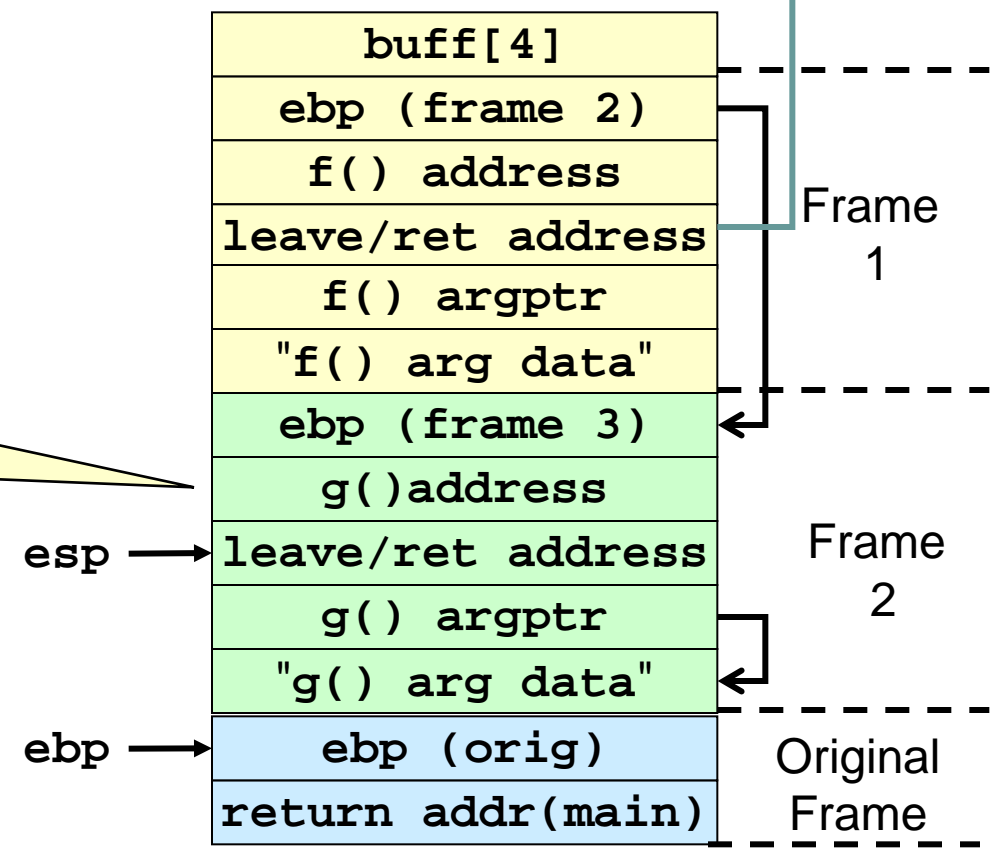 buff[4]
ebp (frame 2)
f() address
leave/ret address
f() argptr
"f() arg data"
Frame
1
ebp (frame 3)
g()address
esp
leave/ret address
g() argptr
"g() arg data"
Frame
2
ebp
ebp (orig)
return addr(main)
Original
Frame